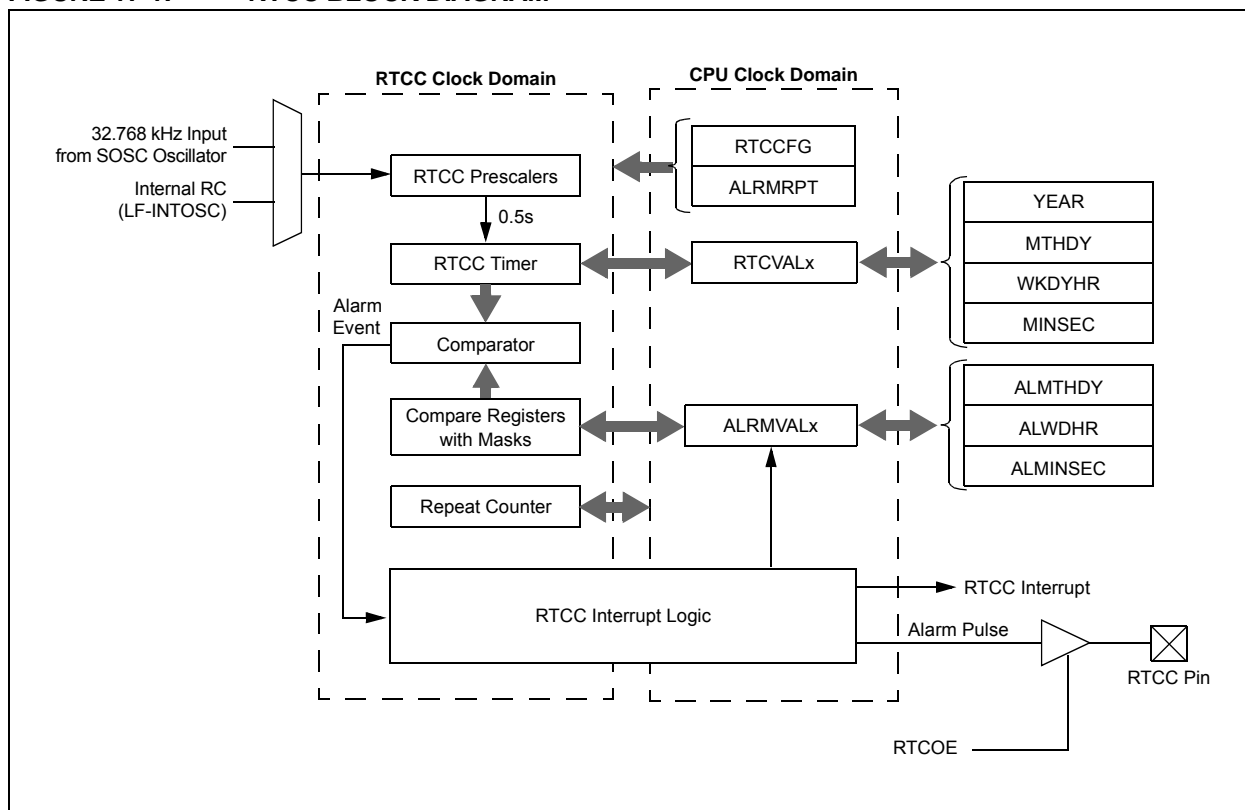 RTCC Clock Domain
CPU Clock Domain
32.768 kHz Input
from SOSC Oscillator
Internal RC
(LF-INTOSC)
RTCC Prescalers
0.5s
RTCC Timer
Alarm
Event
Comparator
Compare Registers
with Masks
Repeat Counter
RTCC Interrupt Logic
RTCCFG
ALRMRPT
RTCVALx
ALRMVALx
YEAR
MTHDY
WKDYHR
MINSEC
ALMTHDY
ALWDHR
ALMINSEC
RTCC Interrupt
Alarm Pulse
RTCC Pin
RTCOE